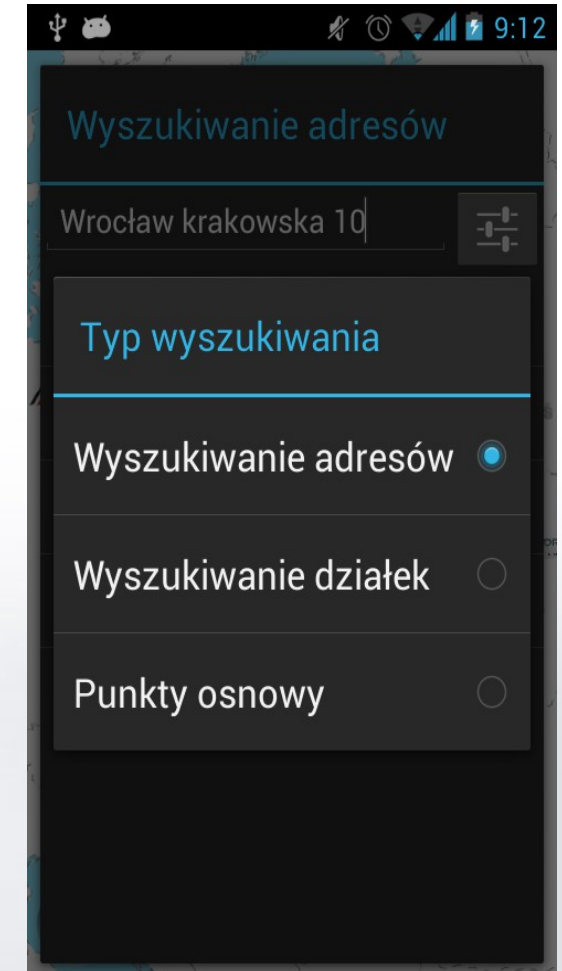 9:12
Wyszukiwanie adresów
Wrocław krakowska 10
Typ wyszukiwania
Wyszukiwanie adresów
Wyszukiwanie działek
Punkty osnowy